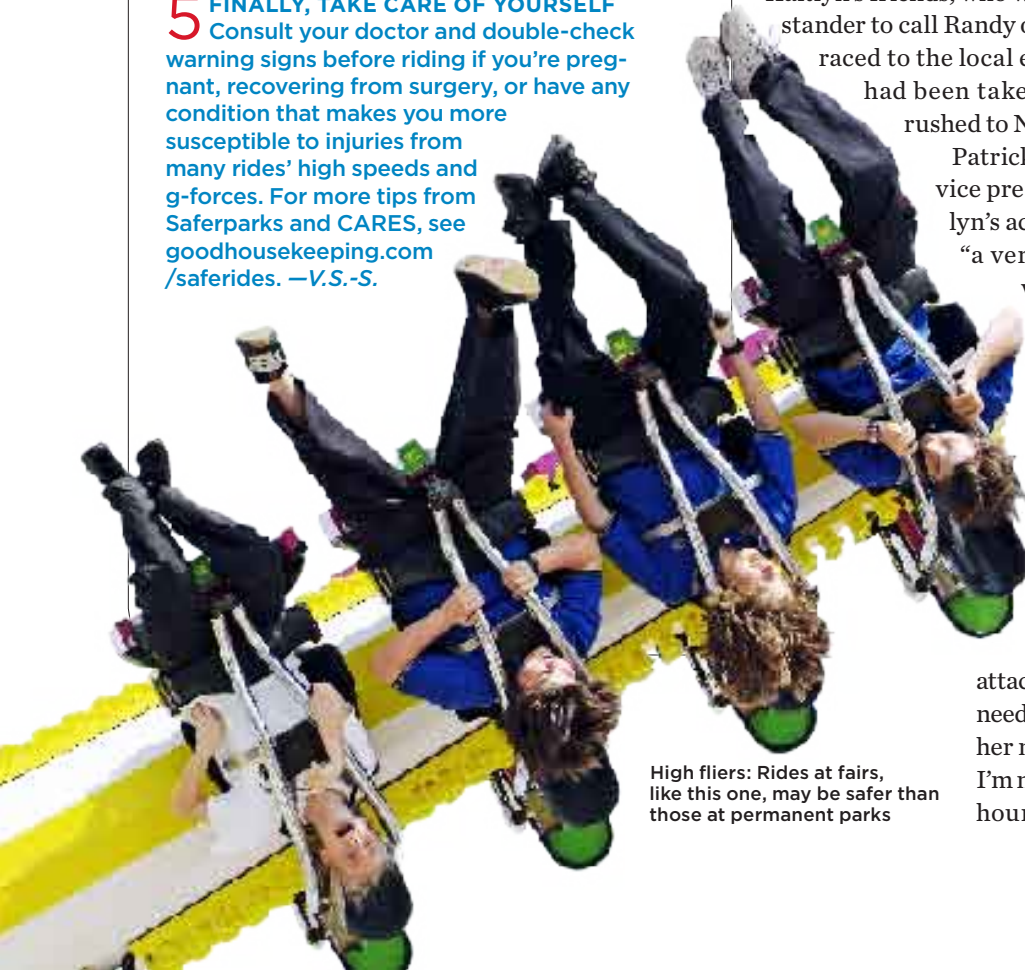 5 FINALLY, TAKE CARE OF YOURSELF
Consult your doctor and double-check
warning signs before riding if you're preg-
nant, recovering from surgery, or have any
condition that makes you more
susceptible to injuries from
many rides' high speeds and
g-forces. For more tips from
Saferparks and CARES, see
goodhousekeeping.com
/saferides. —V.S.-S.
stander to call Randy
raced to the local
had been take
rushed to
Patrick
vice pre
lyn's ac
“a ver
attac
need
her
I'm
hour
High fliers: Rides at fairs,
like this one, may be safer than
those at permanent parks